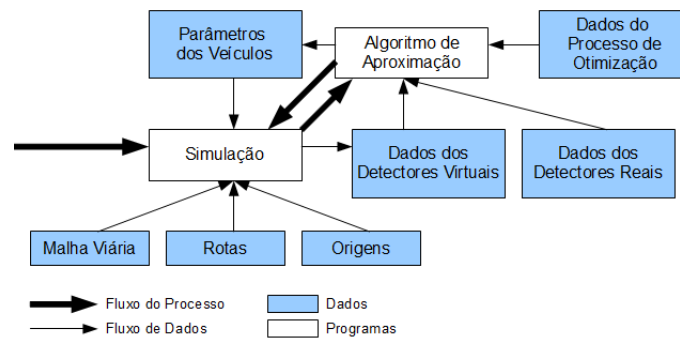 Parâmetros
dos Veículos
Algoritmo de
Aproximação
Dados do
Processo de
Otimização
Simulação
Dados dos
Detectores Virtuais
Dados dos
Detectores Reais
Malha Viária
Rotas
Origens
Fluxo do Processo
Dados
Fluxo de Dados
Programas